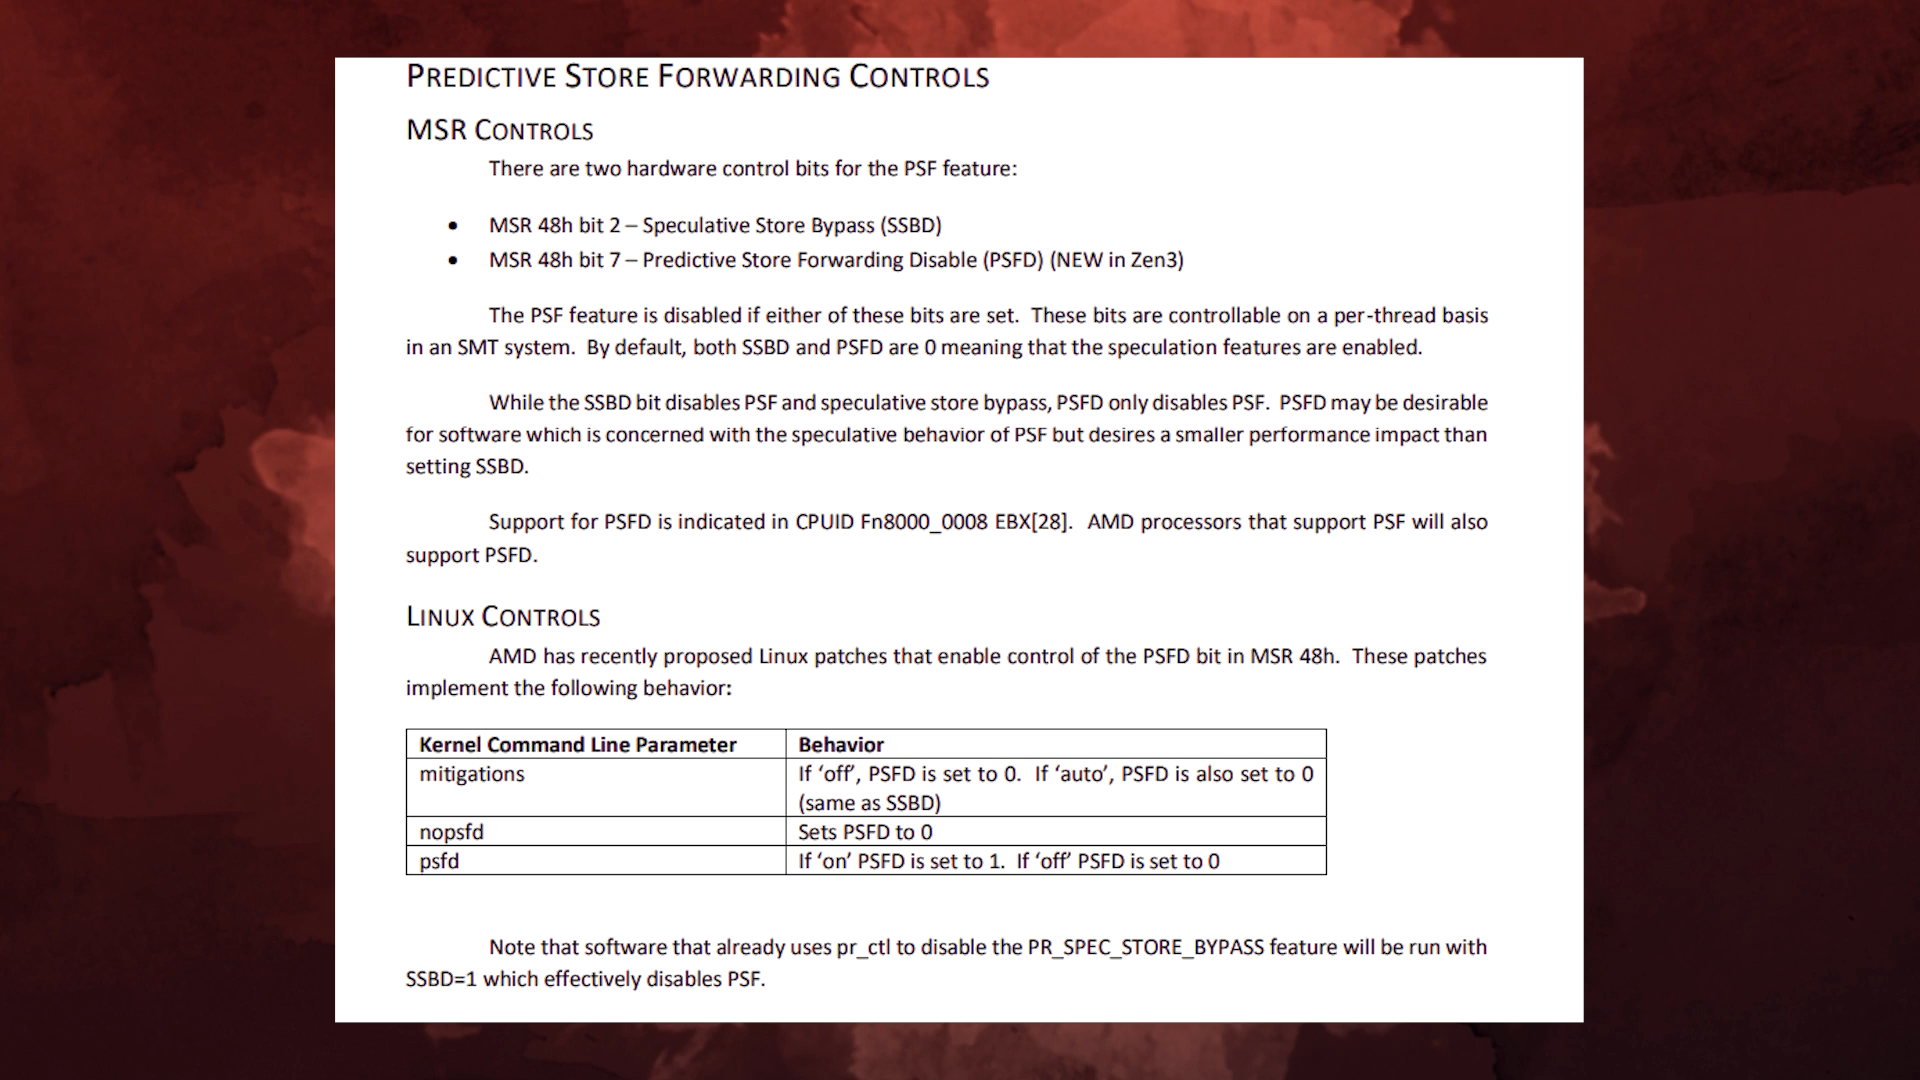 PREDICTIVE STORE FORWARDING CONTROLS
MSR CONTROLS
There are two hardware control bits for the PSF feature:
• MSR 48h bit 2 – Speculative Store Bypass (SSBD)
• MSR 48h bit 7 – Predictive Store Forwarding Disable (PSFD) (NEW in Zen3)
The PSF feature is disabled if either of these bits are set. These bits are controllable on a per-thread basis
in an SMT system. By default, both SSBD and PSFD are 0 meaning that the speculation features are enabled.
While the SSBD bit disables PSF and speculative store bypass, PSFD only disables PSF. PSFD may be desirable
for software which is concerned with the speculative behavior of PSF but desires a smaller performance impact than
setting SSBD.
Support for PSFD is indicated in CPUID Fn8000_0008 EBX[28]. AMD processors that support PSF will also
support PSFD.
LINUX CONTROLS
AMD has recently proposed Linux patches that enable control of the PSFD bit in MSR 48h. These patches
implement the following behavior:
Kernel Command Line Parameter Behavior
mitigations If ‘off’, PSFD is set to 0. If ‘auto’, PSFD is also set to 0
(same as SSBD)
nopsfd Sets PSFD to 0
psfd If ‘on’ PSFD is set to 1. If ‘off’ PSFD is set to 0
Note that software that already uses pr_ctl to disable the PR_SPEC_STORE_BYPASS feature will be run with
SSBD=1 which effectively disables PSF.